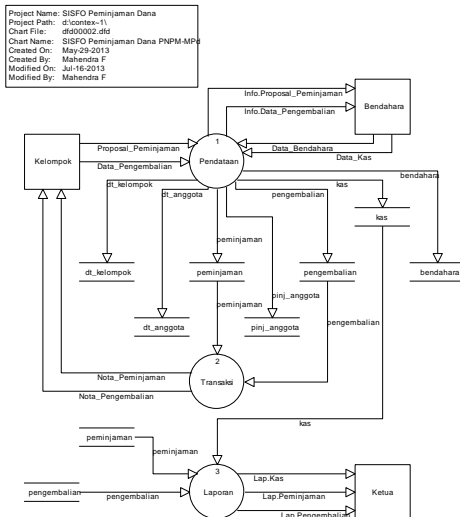 Project Name: SISFO Peminjaman Dana
Project Path: d:\contex~1\
Chart File: dfd00002.dfd
Chart Name: SISFO Peminjaman Dana PNPM-MPd
Created On: May-29-2013
Created By: Mahendra F
Modified On: Jul-16-2013
Modified By: Mahendra F
Info.Proposal_Peminjaman
Info.Data_Pengembalian
Bendahara
1
Pendataan
Kelompok
Proposal_Peminjaman
Data_Pengembalian
Data_Bendahara
Data_Kas
bendahara
dt_kelompok
dt_anggota
pengembalian
kas
kas
peminjaman
dt_kelompok
peminjaman
pengembalian
bendahara
pinj_anggota
peminjaman
pengembalian
dt_anggota
pinj_anggota
2
Transaksi
Nota_Peminjaman
Nota_Pengembalian
kas
peminjaman
peminjaman
3
Laporan
Lap.Kas
Lap.Peminjaman
Lap.Pengembalian
Ketua
pengembalian
pengembalian